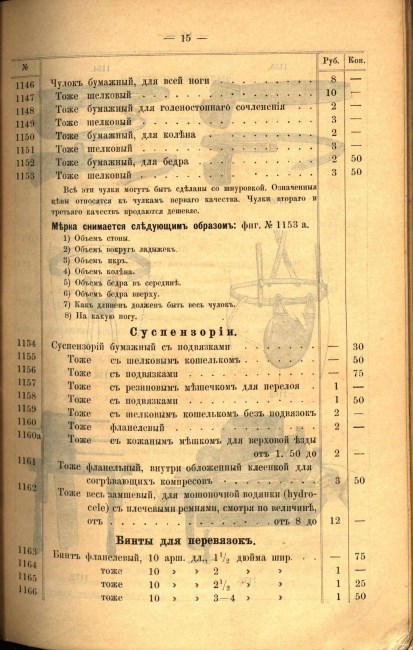 — 15 —
№ Руб. Коп.
1146 Чулокъ бумажный, для всей ноги . . . . . . . . 8 —
1147 Тоже шелковый . . . . . . . . 10 —
1148 Тоже бумажный для голеностоннаго сочлененія . . 2 —
1149 Тоже шелковый . . . . . . . . 3 —
1150 Тоже бумажный, для колѣна . . . . . . . . 2 —
1151 Тоже шелковый . . . . . . . . 3 —
1152 Тоже бумажный, для бедра . . . . . . . . 2 50
1153 Тоже шелковый . . . . . . . . 3 50
Всѣ эти чулки могутъ быть сдѣланы со шнуровкой. Означенныя
цѣны относятся къ чулкамъ перваго качества. Чулки втораго и
третьяго качествъ продаются дешевле.
Мѣрка снимается слѣдующимъ образомъ: фиг. № 1153 а.
1) Объемъ стопы.
2) Объемъ вокругъ ладыжекъ.
3) Объемъ икръ.
4) Объемъ колѣна.
5) Объемъ бедра въ серединѣ.
6) Объемъ бедра вверху.
7) Какъ длиненъ долженъ быть весь чулокъ.
8) На какую ногу.
Суспензоріи.
1154 Суспензорій бумажный съ подвязками . . . . . — 30
1155 Тоже съ шелковымъ кошелькомъ . . . . . — 50
1156 Тоже съ подвязками . . . . . — 75
1157 Тоже съ резиновымъ мѣшечкомъ для перелоя . 1 —
1158 Тоже съ подвязками . . . . . 1 50
1159 Тоже съ шелковымъ кошелькомъ безъ подвязокъ 2 —
1160 Тоже фланелевый . . . . . 2 —
1160а Тоже съ кожанымъ мѣшкомъ для верховой ѣзды
отъ 1. 50 до 2 —
1161 Тоже фланельный, внутри обложенный клеенкой для
согрѣвающихъ компресовъ . . . . . 3 50
1162 Тоже весь замшевый, для мошоночной водянки (hydro-
cele) съ плечевыми ремнями, смотря по величинѣ,
отъ . . . . . отъ 8 до 12 —
Бинты для перевязокъ.
1163 Бинтъ фланелевый, 10 арш. дл., 1¹/₂ дюйма шир. . . — 75
1164 тоже 10 » » 2 » » 1 —
1165 тоже 10 » » 2¹/₂ » » 1 25
1166 тоже 10 » » 3—4 » » 1 50